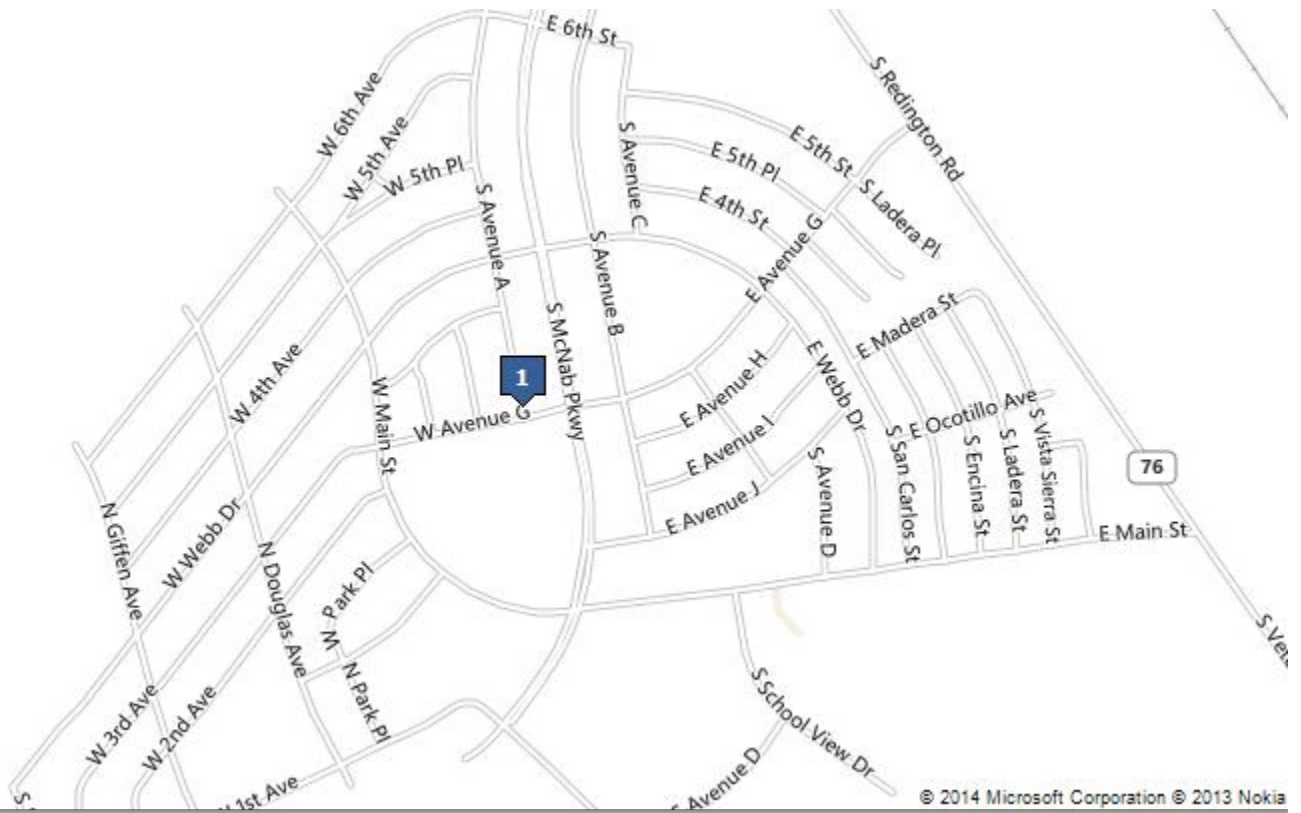 E 6th St
S Redington Rd
W 6th Ave
W 5th Ave
W 5th Pl
S Avenue C
E 5th St
E 5th Pl
E 4th St
S Ladera Pl
S Avenue A
S Avenue B
E Avenue G
S McNab Pkwy
E Madera St
W 4th Ave
1
W Main St
W Avenue G
E Avenue H
E Webb Dr
E Ocotillo Ave
E Avenue I
S Avenue D
S San Carlos St
S Encina St
S Ladera St
S Vista Sierra St
76
E Avenue J
E Main St
N Giffen Ave
W Webb Dr
N Douglas Ave
W Park Pl
N Park Pl
W 3rd Ave
W 2nd Ave
1st Ave
S School View Dr
Avenue D
© 2014 Microsoft Corporation © 2013 Nokia